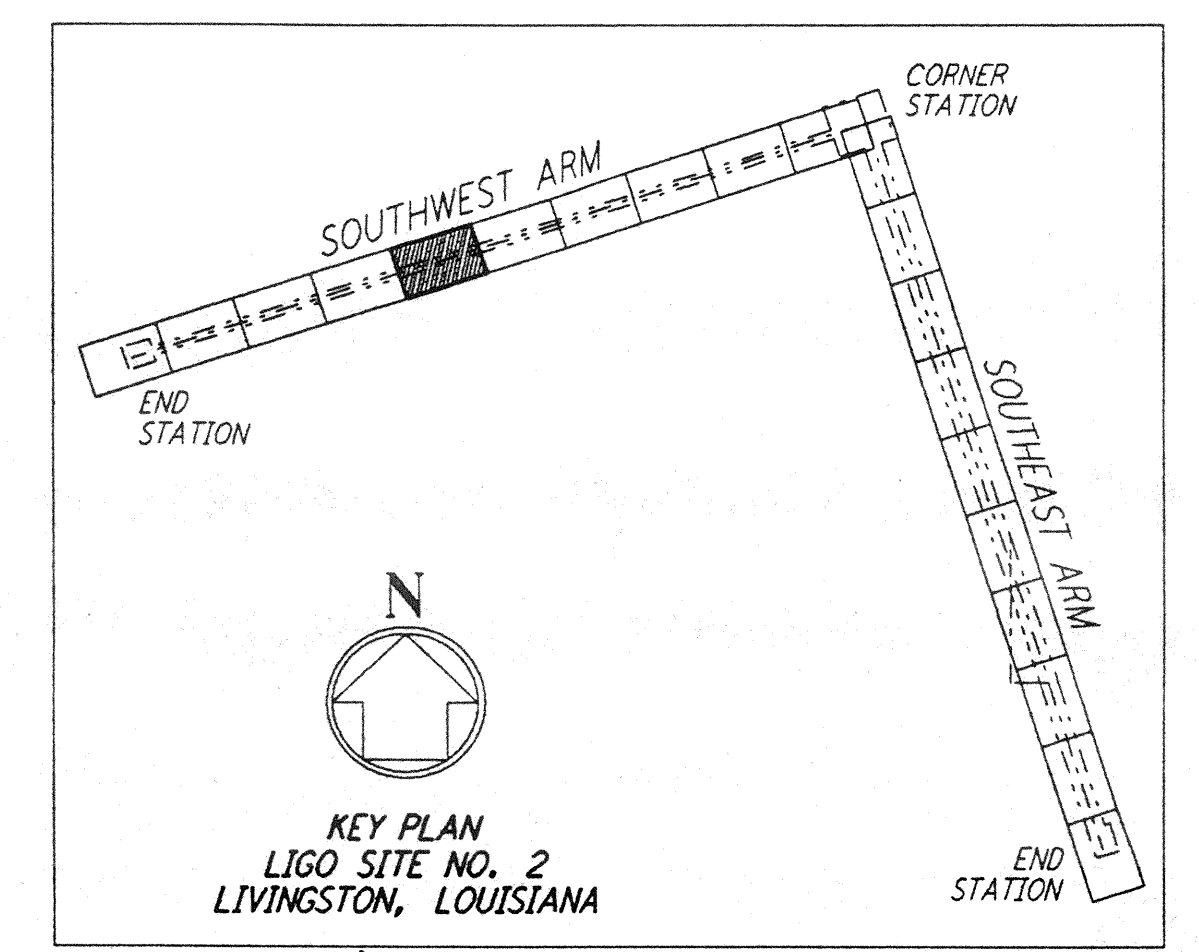 CORNER
STATION
SOUTHWEST ARM
END
STATION
SOUTHEAST ARM
N
KEY PLAN
LIGO SITE NO. 2
LIVINGSTON, LOUISIANA
END
STATION